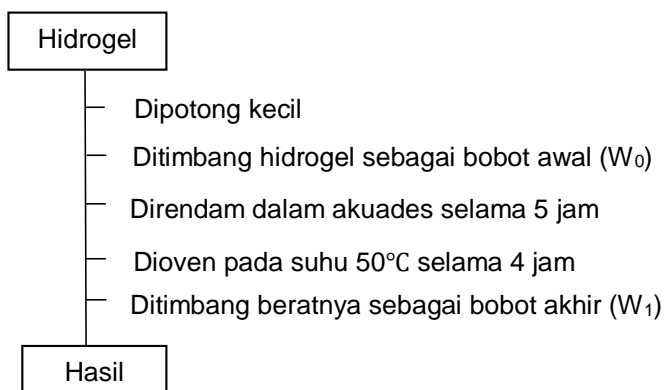 Hidrogel
Dipotong kecil
Ditimbang hidrogel sebagai bobot awal (W₀)
Direndam dalam akuades selama 5 jam
Dioven pada suhu 50℃ selama 4 jam
Ditimbang beratnya sebagai bobot akhir (W₁)
Hasil